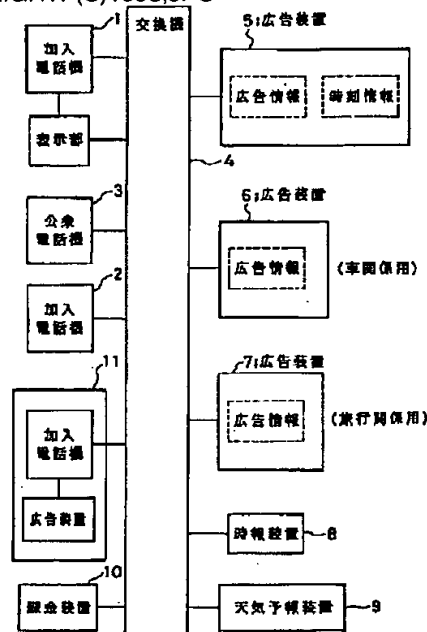 交換器
1
加入
電話機
表示部
3
公衆
電話機
2
加入
電話機
11
加入
電話機
広告装置
10
課金装置
4
5;広告装置
広告情報
時刻情報
6;広告装置
広告情報
(車関係用)
7;広告装置
広告情報
(旅行関係用)
時報装置
8
天気予報装置
9